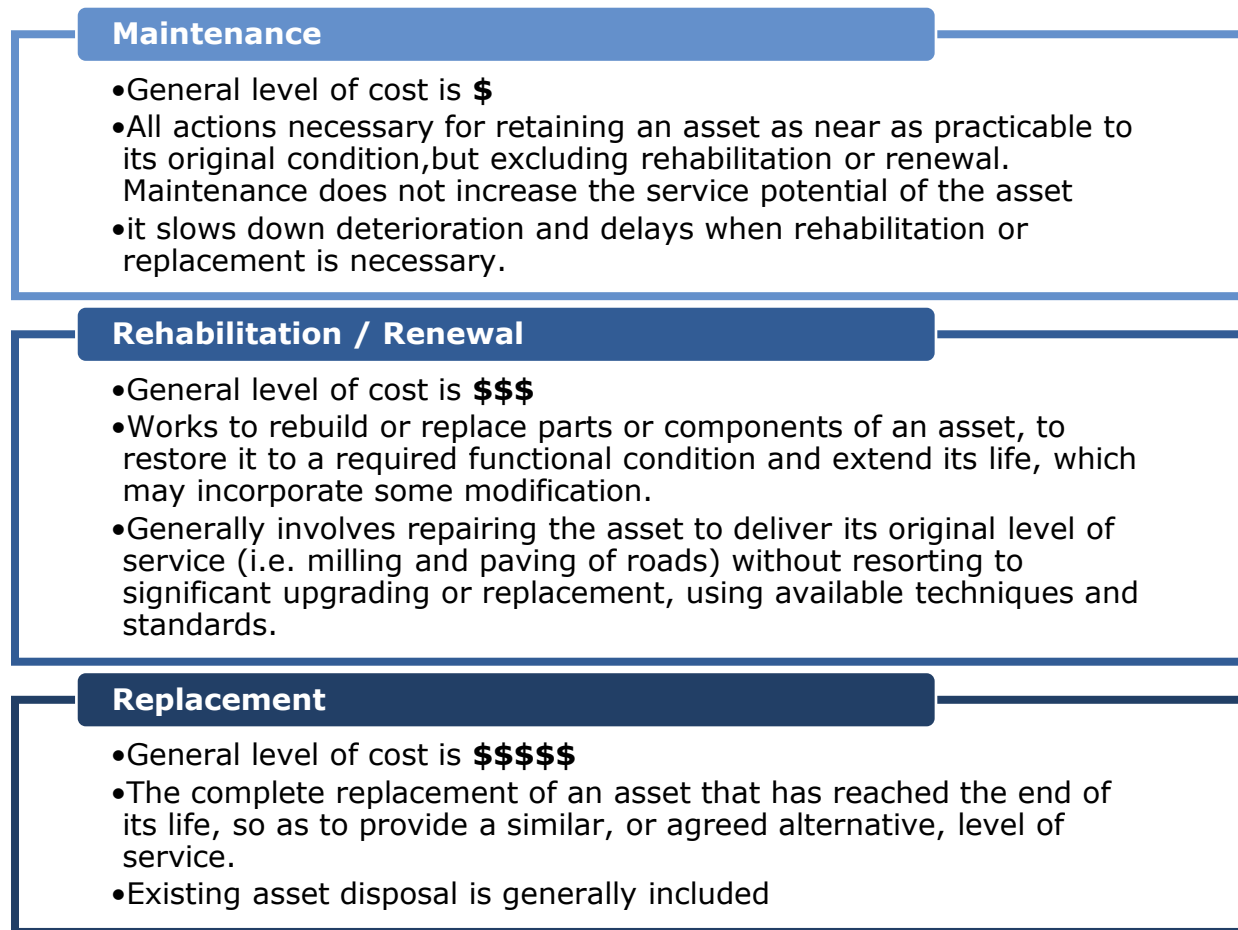 Maintenance
•General level of cost is $
•All actions necessary for retaining an asset as near as practicable to
its original condition,but excluding rehabilitation or renewal.
Maintenance does not increase the service potential of the asset
•it slows down deterioration and delays when rehabilitation or
replacement is necessary.
Rehabilitation / Renewal
•General level of cost is $$$
•Works to rebuild or replace parts or components of an asset, to
restore it to a required functional condition and extend its life, which
may incorporate some modification.
•Generally involves repairing the asset to deliver its original level of
service (i.e. milling and paving of roads) without resorting to
significant upgrading or replacement, using available techniques and
standards.
Replacement
•General level of cost is $$$$$
•The complete replacement of an asset that has reached the end of
its life, so as to provide a similar, or agreed alternative, level of
service.
•Existing asset disposal is generally included